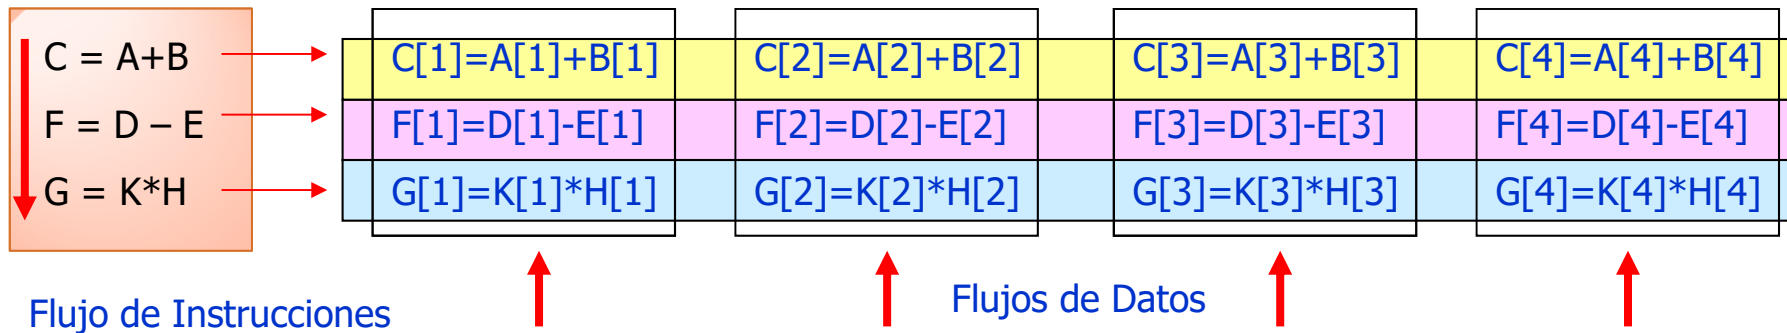 C = A+B
C[1]=A[1]+B[1]
C[2]=A[2]+B[2]
C[3]=A[3]+B[3]
C[4]=A[4]+B[4]
F = D – E
F[1]=D[1]-E[1]
F[2]=D[2]-E[2]
F[3]=D[3]-E[3]
F[4]=D[4]-E[4]
G = K*H
G[1]=K[1]*H[1]
G[2]=K[2]*H[2]
G[3]=K[3]*H[3]
G[4]=K[4]*H[4]
Flujo de Instrucciones
Flujos de Datos